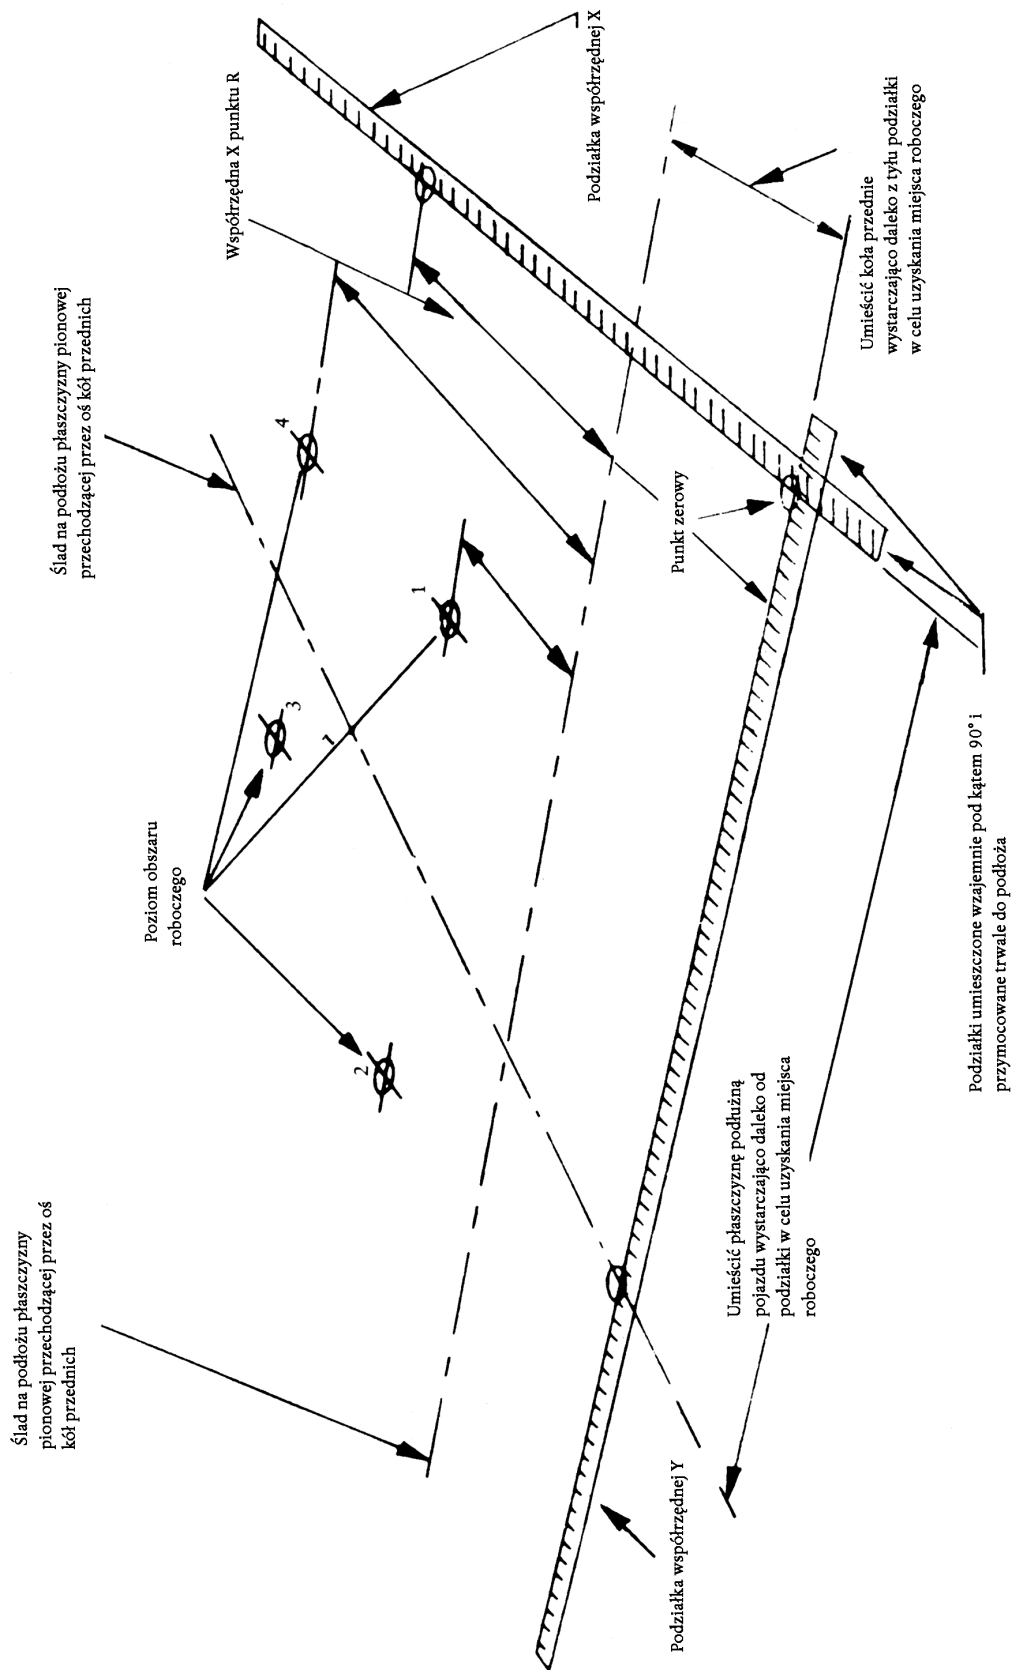 Ślad na podłożu płaszczyzny
pionowej przechodzącej przez oś
kół przednich
Poziom obszaru
roboczego
Ślad na podłożu płaszczyzny pionowej
przechodzącej przez oś kół przednich
Współrzędna X punktu R
Podziałka współrzędnej X
1
2
3
4
Punkt zerowy
Umieścić koła przednie
wystarczająco daleko z tyłu podziałki
w celu uzyskania miejsca roboczego
Podziałka współrzędnej Y
Umieścić płaszczyznę podłużną
pojazdu wystarczająco daleko od
podziałki w celu uzyskania miejsca
roboczego
Podziałki umieszczone wzajemnie pod kątem 90° i
przymocowane trwale do podłoża